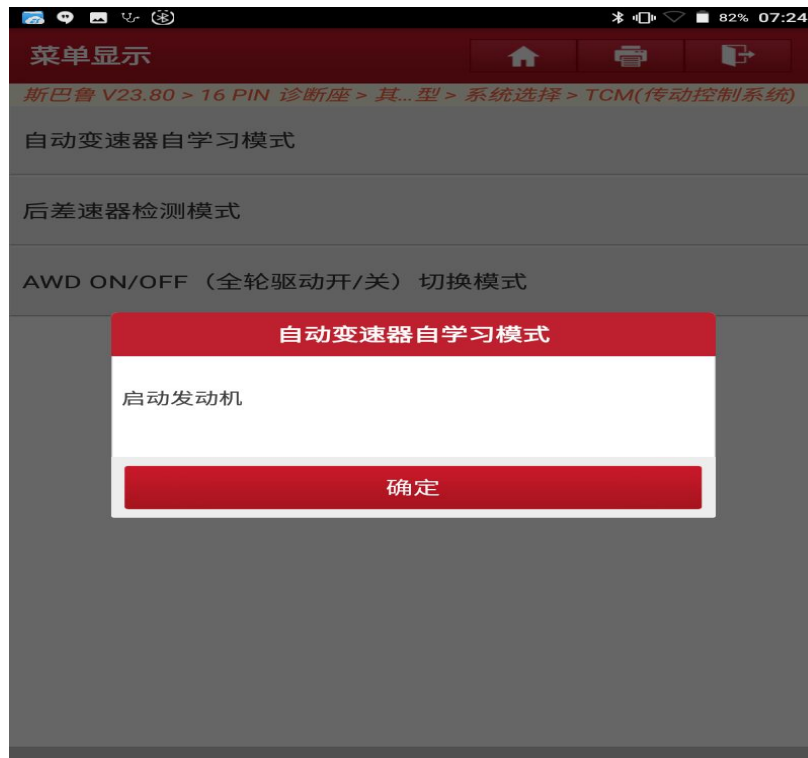 82% 07:24
菜单显示
斯巴鲁 V23.80 > 16 PIN 诊断座 > 其...型 > 系统选择 > TCM(传动控制系统)
自动变速器自学习模式
后差速器检测模式
AWD ON/OFF（全轮驱动开/关）切换模式
自动变速器自学习模式
启动发动机
确定